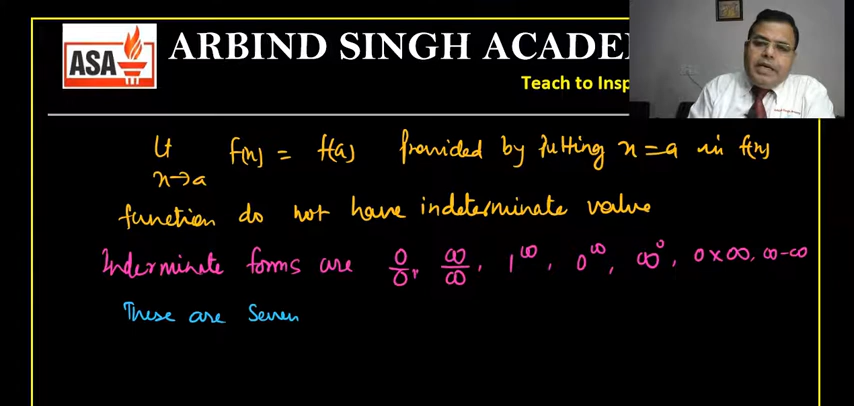 ASA
ARBIND SINGH ACADE
Teach to Insp
Lt f(x) = f(a) Provided by putting x = a in f(x)
x→a
function do not have indeterminate value
Inderminate forms are 0/0, ∞/∞, 1^∞, 0^∞, ∞^0, 0×∞, ∞-∞
These are Seven